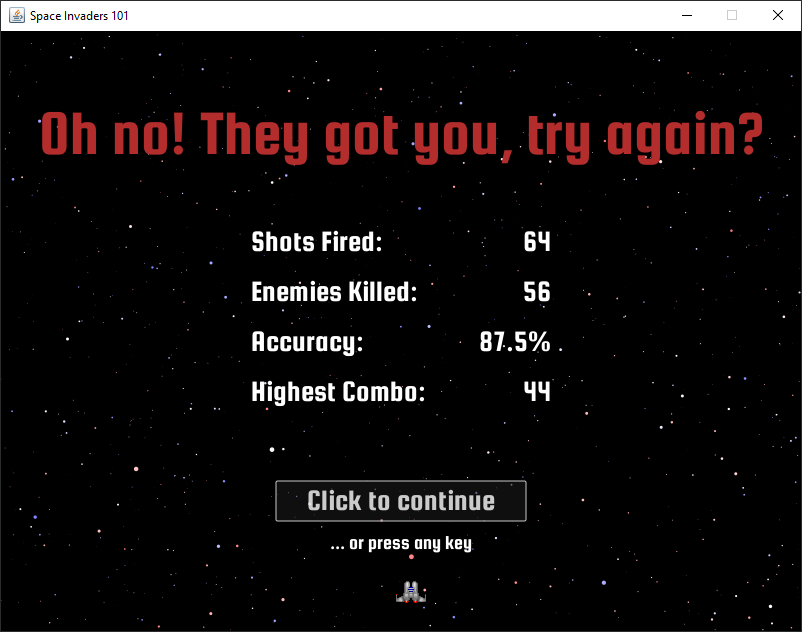 Space Invaders 101
Oh no! They got you, try again?
Shots Fired: 64
Enemies Killed: 56
Accuracy: 87.5%
Highest Combo: 44
Click to continue
... or press any key